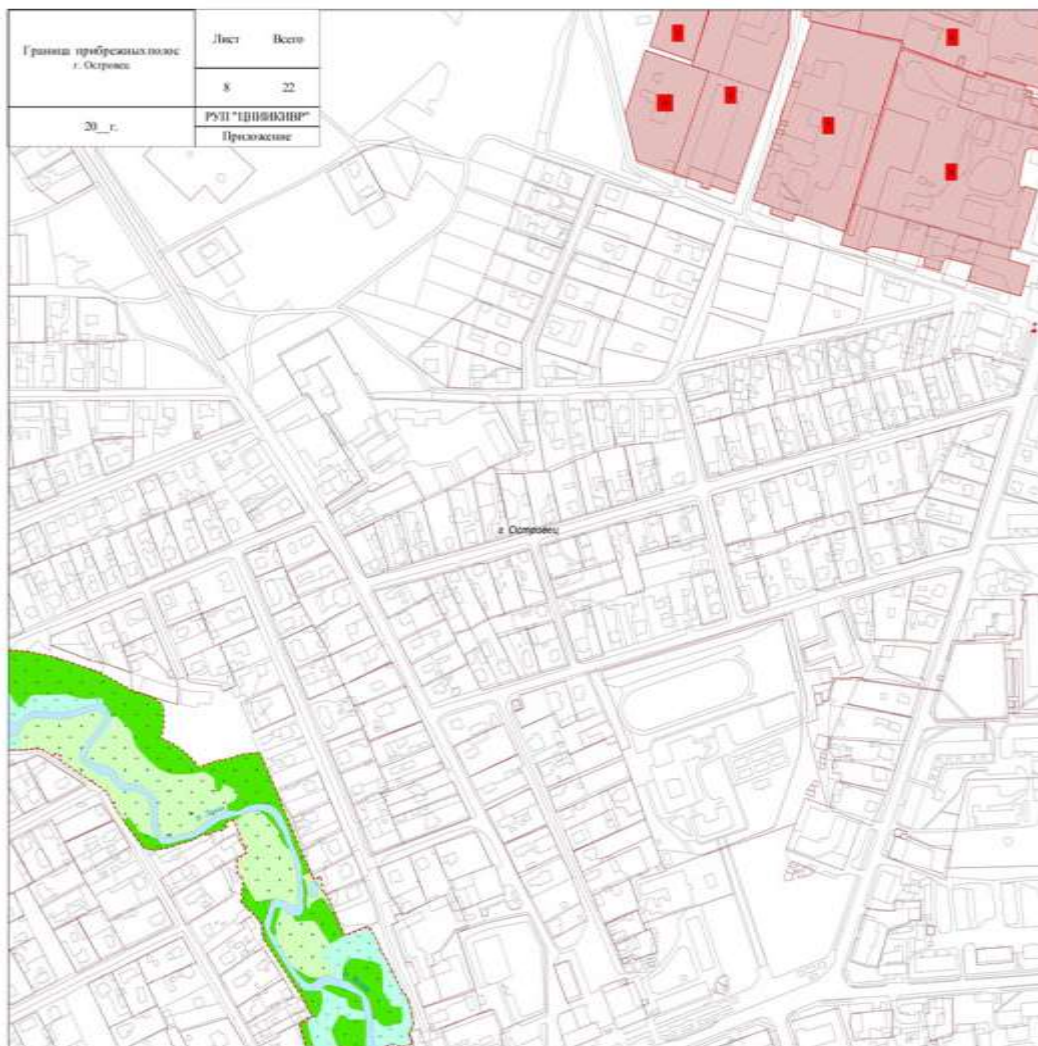 Граница прибрежных полос
г. Островец
Лист Всего
8 22
20__г.
РУП "ЦНИИКИВР"
Приложение
г. Островец